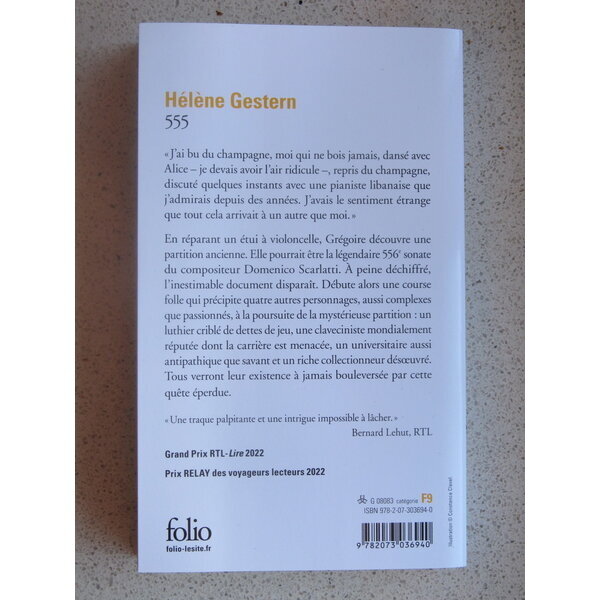 Hélène Gestern
555
« J'ai bu du champagne, moi qui ne bois jamais, dansé avec
Alice – je devais avoir l'air ridicule –, repris du champagne,
discuté quelques instants avec une pianiste libanaise que
j'admirais depuis des années. J'avais le sentiment étrange
que tout cela arrivait à un autre que moi. »
En réparant un étui à violoncelle, Grégoire découvre une
partition ancienne. Elle pourrait être la légendaire 556e sonate
du compositeur Domenico Scarlatti. À peine déchiffré,
l'inestimable document disparaît. Débute alors une course
folle qui précipite quatre autres personnages, aussi complexes
que passionnés, à la poursuite de la mystérieuse partition : un
luthier criblé de dettes de jeu, une claveciniste mondialement
réputée dont la carrière est menacée, un universitaire aussi
antipathique que savant et un riche collectionneur désœuvré.
Tous verront leur existence à jamais bouleversée par cette
quête éperdue.
« Une traque palpitante et une intrigue impossible à lâcher. »
Bernard Lehut, RTL
Grand Prix RTL-Lire 2022
Prix RELAY des voyageurs lecteurs 2022
G 08083 catégorie F9
ISBN 978-2-07-303694-0
folio
folio-lesite.fr
9 782073 036940
Illustration © Constance Clavel